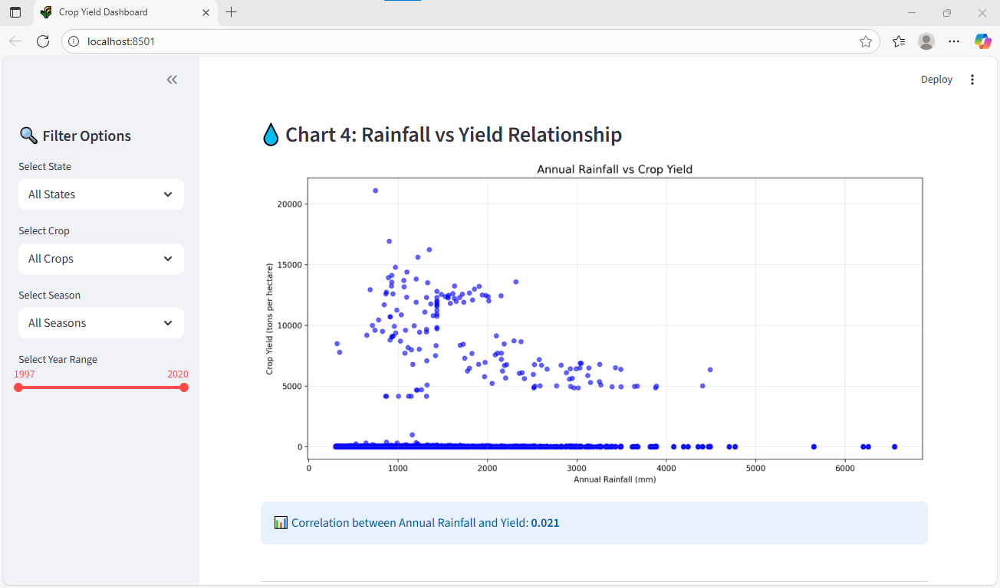 Crop Yield Dashboard
localhost:8501
Deploy
Filter Options
Select State
All States
Select Crop
All Crops
Select Season
All Seasons
Select Year Range
1997 2020
Chart 4: Rainfall vs Yield Relationship
Annual Rainfall vs Crop Yield
Crop Yield (tons per hectare)
20000
15000
10000
5000
0
0 1000 2000 3000 4000 5000 6000
Annual Rainfall (mm)
Correlation between Annual Rainfall and Yield: 0.021